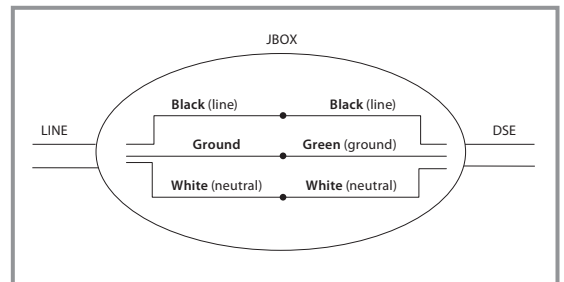 JBOX
Black (line) Black (line)
LINE DSE
Ground Green (ground)
White (neutral) White (neutral)